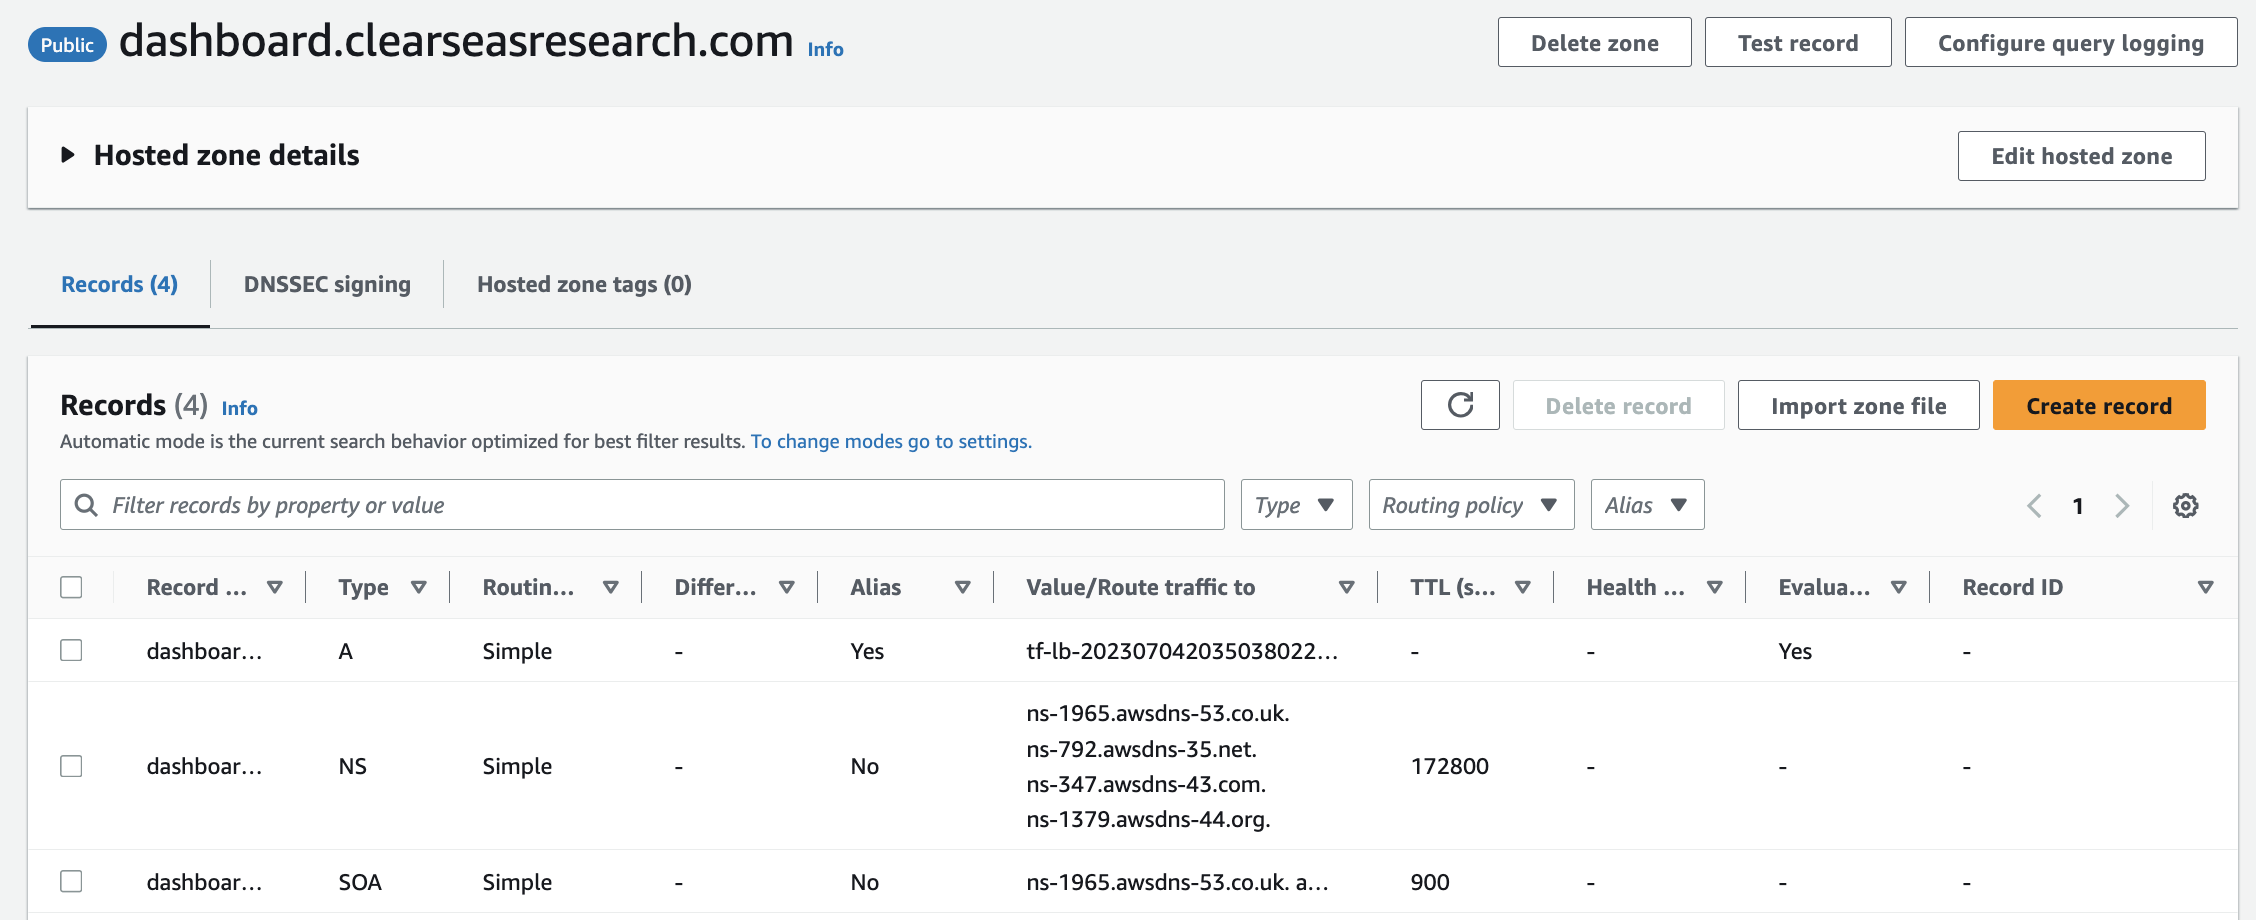 Public dashboard.clearseasresearch.com Info Delete zone Test record Configure query logging
Hosted zone details Edit hosted zone
Records (4) DNSSEC signing Hosted zone tags (0)
Records (4) Info Delete record Import zone file Create record
Automatic mode is the current search behavior optimized for best filter results. To change modes go to settings.
Filter records by property or value Type Routing policy Alias 1
Record ... Type Routin... Differ... Alias Value/Route traffic to TTL (s... Health ... Evalua... Record ID
dashboar... A Simple - Yes tf-lb-202307042035038022... - - Yes -
dashboar... NS Simple - No ns-1965.awsdns-53.co.uk. 172800 - - -
ns-792.awsdns-35.net.
ns-347.awsdns-43.com.
ns-1379.awsdns-44.org.
dashboar... SOA Simple - No ns-1965.awsdns-53.co.uk. a... 900 - - -